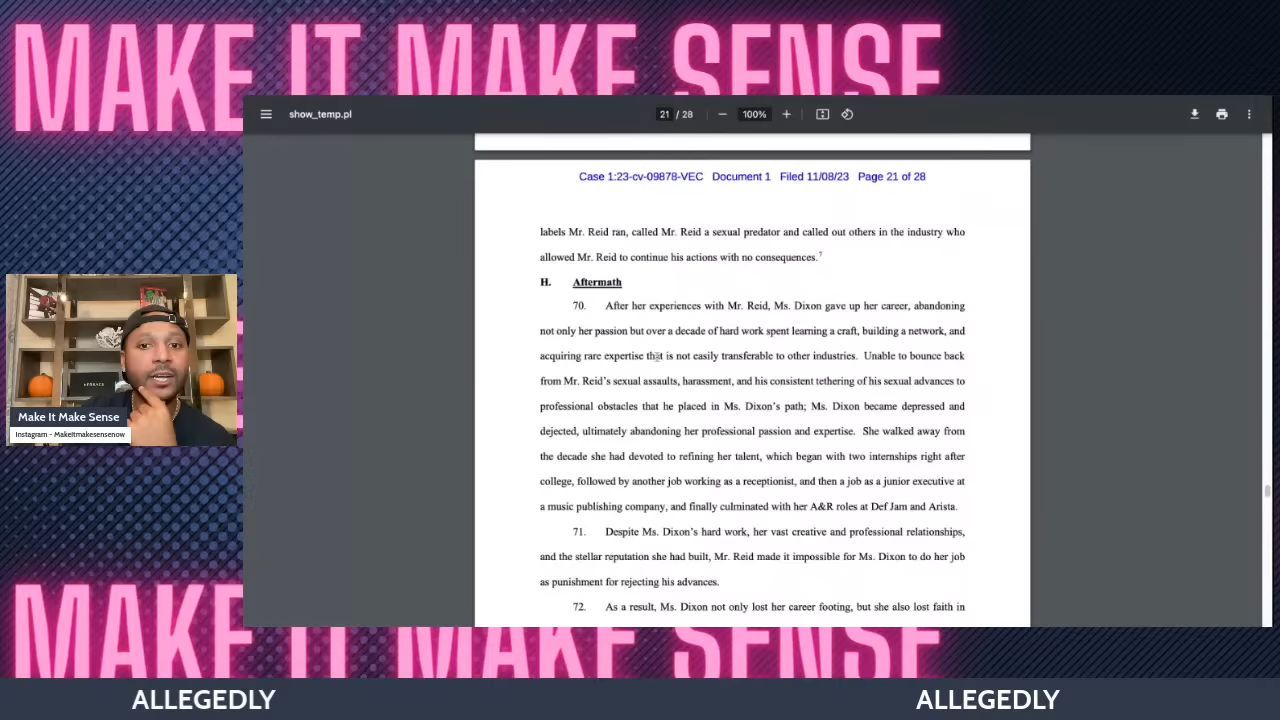 MAKE IT MAKE SENSE
show_temp.pl
21 / 28
100%
Case 1:23-cv-09878-VEC Document 1 Filed 11/08/23 Page 21 of 28
labels Mr. Reid ran, called Mr. Reid a sexual predator and called out others in the industry who
allowed Mr. Reid to continue his actions with no consequences.7
H. Aftermath
70. After her experiences with Mr. Reid, Ms. Dixon gave up her career, abandoning
not only her passion but over a decade of hard work spent learning a craft, building a network, and
acquiring rare expertise that is not easily transferable to other industries. Unable to bounce back
from Mr. Reid's sexual assaults, harassment, and his consistent tethering of his sexual advances to
professional obstacles that he placed in Ms. Dixon's path; Ms. Dixon became depressed and
dejected, ultimately abandoning her professional passion and expertise. She walked away from
the decade she had devoted to refining her talent, which began with two internships right after
college, followed by another job working as a receptionist, and then a job as a junior executive at
a music publishing company, and finally culminated with her A&R roles at Def Jam and Arista.
71. Despite Ms. Dixon's hard work, her vast creative and professional relationships,
and the stellar reputation she had built, Mr. Reid made it impossible for Ms. Dixon to do her job
as punishment for rejecting his advances.
72. As a result, Ms. Dixon not only lost her career footing, but she also lost faith in
Make It Make Sense
Instagram - Makeitmakesensenow
MAKE IT MAKE SENSE
ALLEGEDLY
ALLEGEDLY